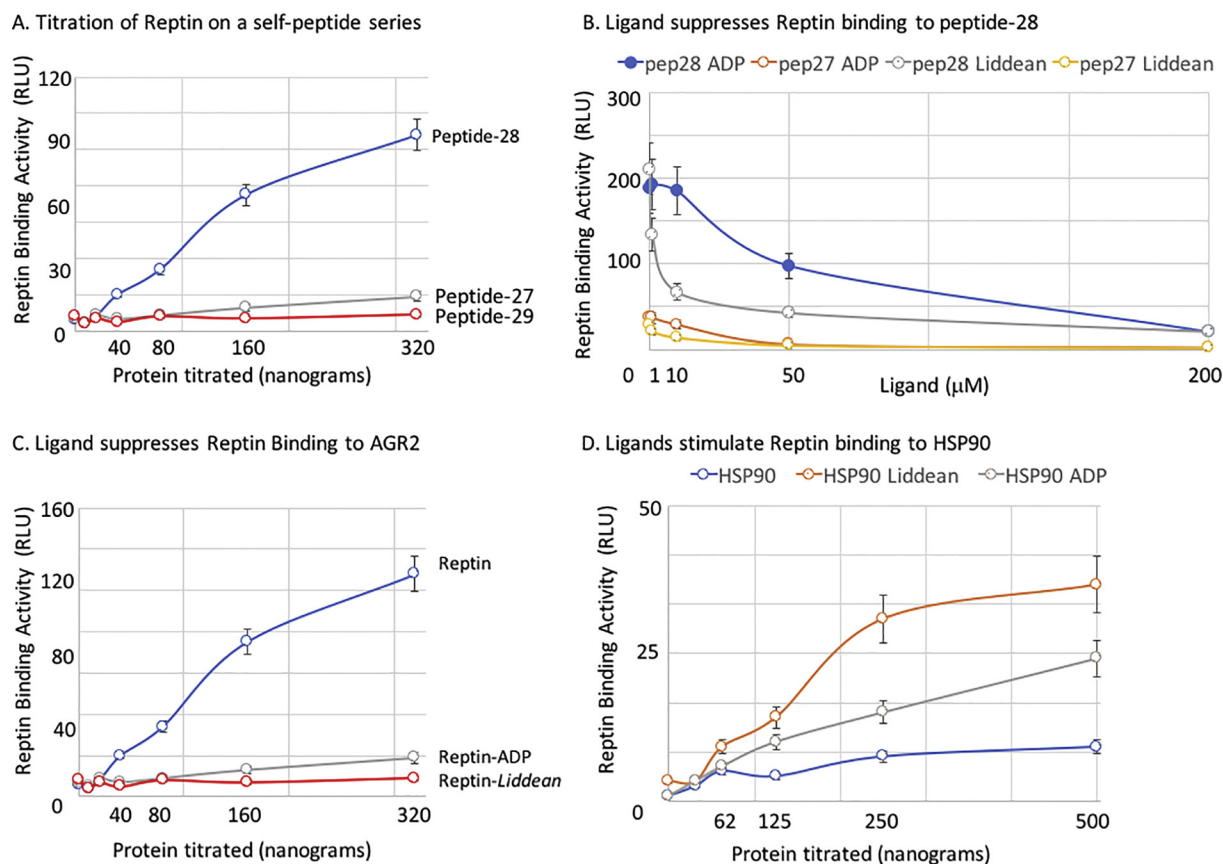 A. Titration of Reptin on a self-peptide series
Reptin Binding Activity (RLU)
120
90
60
30
0
Peptide-28
Peptide-27
Peptide-29
40 80 160 320
Protein titrated (nanograms)
B. Ligand suppresses Reptin binding to peptide-28
pep28 ADP pep27 ADP pep28 Liddean pep27 Liddean
Reptin Binding Activity (RLU)
300
200
100
0 1 10 50 200
Ligand (μM)
C. Ligand suppresses Reptin Binding to AGR2
Reptin Binding Activity (RLU)
160
120
80
40
0
Reptin
Reptin-ADP
Reptin-Liddean
40 80 160 320
Protein titrated (nanograms)
D. Ligands stimulate Reptin binding to HSP90
HSP90 HSP90 Liddean HSP90 ADP
Reptin Binding Activity (RLU)
50
25
0
62 125 250 500
Protein titrated (nanograms)